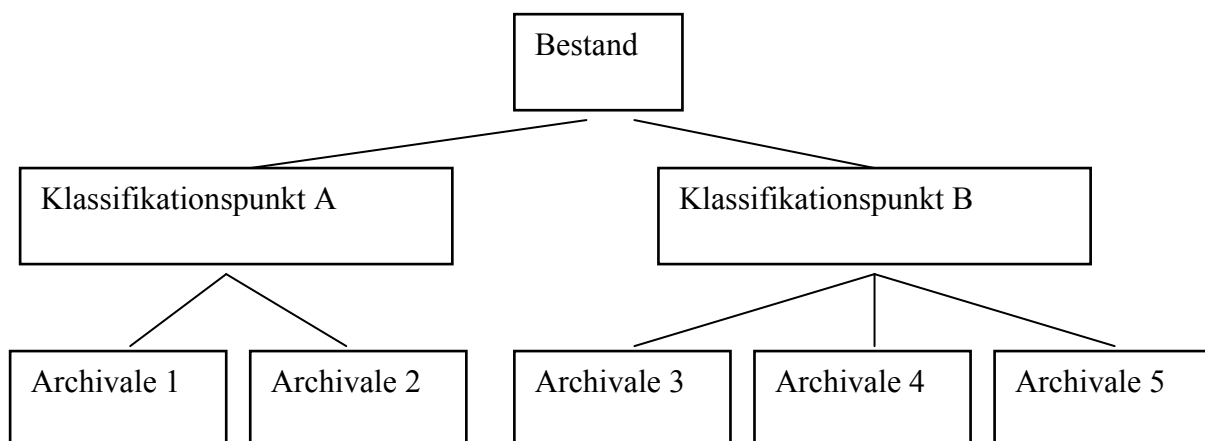 Bestand
Klassifikationspunkt A
Klassifikationspunkt B
Archivale 1
Archivale 2
Archivale 3
Archivale 4
Archivale 5